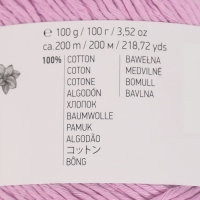 ℮ 100 g / 100 г / 3,52 oz
ca. 200 m / 200 м / 218,72 yds
100% COTTON BAWEŁNA
COTON MEDVILNĖ
COTONE BOMULL
ALGODÓN BAVLNA
ХЛОПОК
BAUMWOLLE
PAMUK
ALGODÃO
コットン
BÔNG